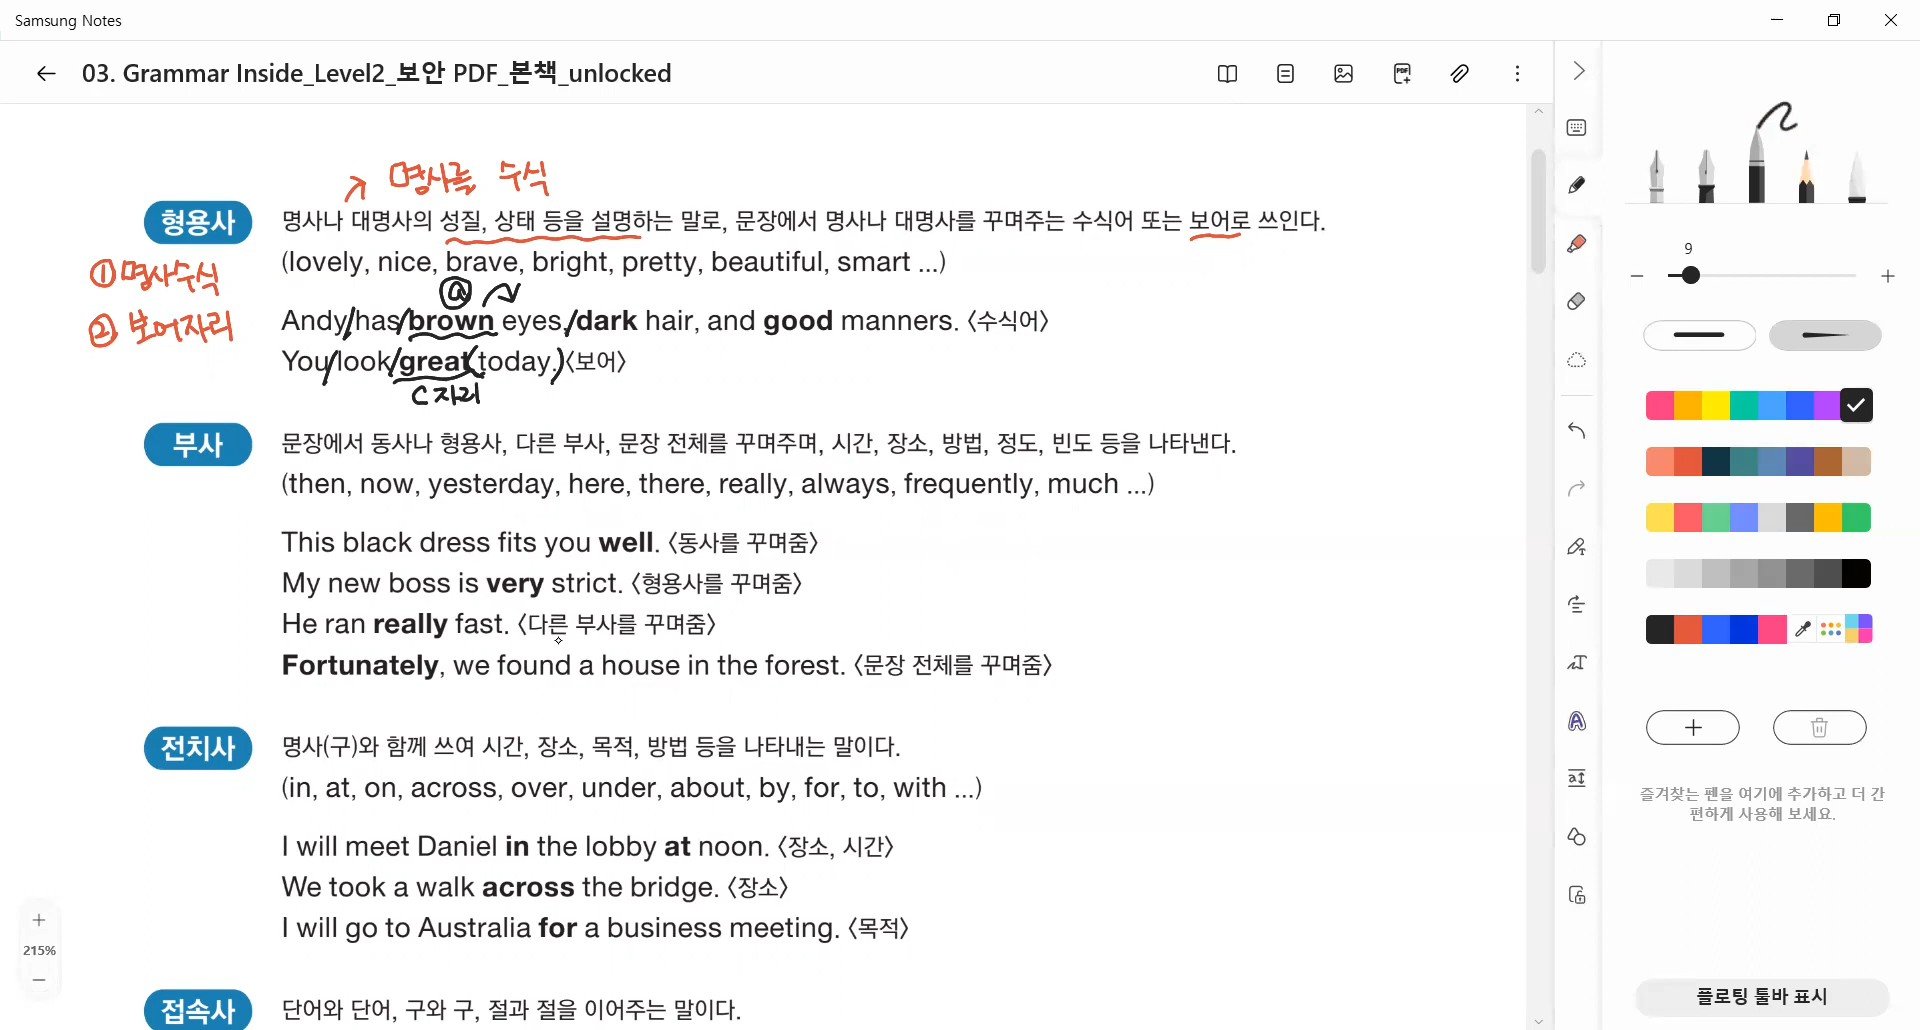 Samsung Notes
03. Grammar Inside_Level2_보안 PDF_본책_unlocked
PDF
명사를 수식
형용사
명사나 대명사의 성질, 상태 등을 설명하는 말로, 문장에서 명사나 대명사를 꾸며주는 수식어 또는 보어로 쓰인다.
(lovely, nice, brave, bright, pretty, beautiful, smart ...)
① 명사수식
② 보어자리
ⓐ
Andy/has/brown eyes,/dark hair, and good manners. 〈수식어〉
You/look/great(today.)〈보어〉
C자리
부사
문장에서 동사나 형용사, 다른 부사, 문장 전체를 꾸며주며, 시간, 장소, 방법, 정도, 빈도 등을 나타낸다.
(then, now, yesterday, here, there, really, always, frequently, much ...)
This black dress fits you well. 〈동사를 꾸며줌〉
My new boss is very strict. 〈형용사를 꾸며줌〉
He ran really fast. 〈다른 부사를 꾸며줌〉
Fortunately, we found a house in the forest. 〈문장 전체를 꾸며줌〉
전치사
명사(구)와 함께 쓰여 시간, 장소, 목적, 방법 등을 나타내는 말이다.
(in, at, on, across, over, under, about, by, for, to, with ...)
I will meet Daniel in the lobby at noon. 〈장소, 시간〉
We took a walk across the bridge. 〈장소〉
I will go to Australia for a business meeting. 〈목적〉
접속사
단어와 단어, 구와 구, 절과 절을 이어주는 말이다.
215%
9
즐겨찾는 펜을 여기에 추가하고 더 간
편하게 사용해 보세요.
플로팅 툴바 표시